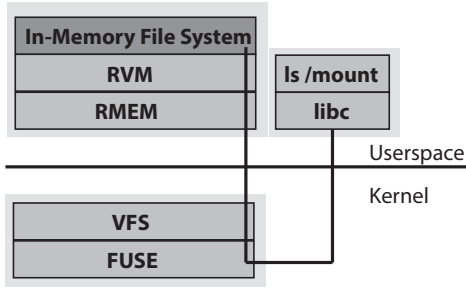 In-Memory File System
RVM
RMEM
ls /mount
libc
Userspace
Kernel
VFS
FUSE